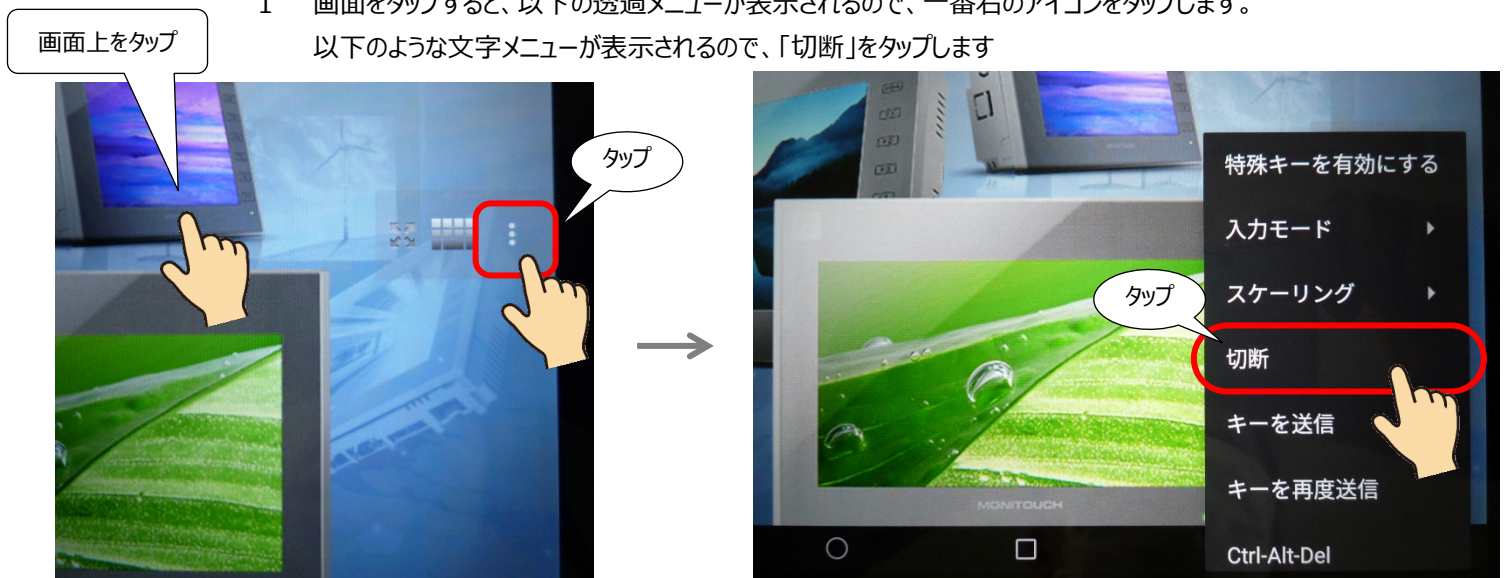 1 画面をタップすると、以下の透過メニューが表示されるので、一番右のアイコンをタップします。
以下のような文字メニューが表示されるので、「切断」をタップします
画面上をタップ
タップ
特殊キーを有効にする
入力モード
スケーリング
タップ
切断
キーを送信
キーを再度送信
Ctrl-Alt-Del
MONITOUCH